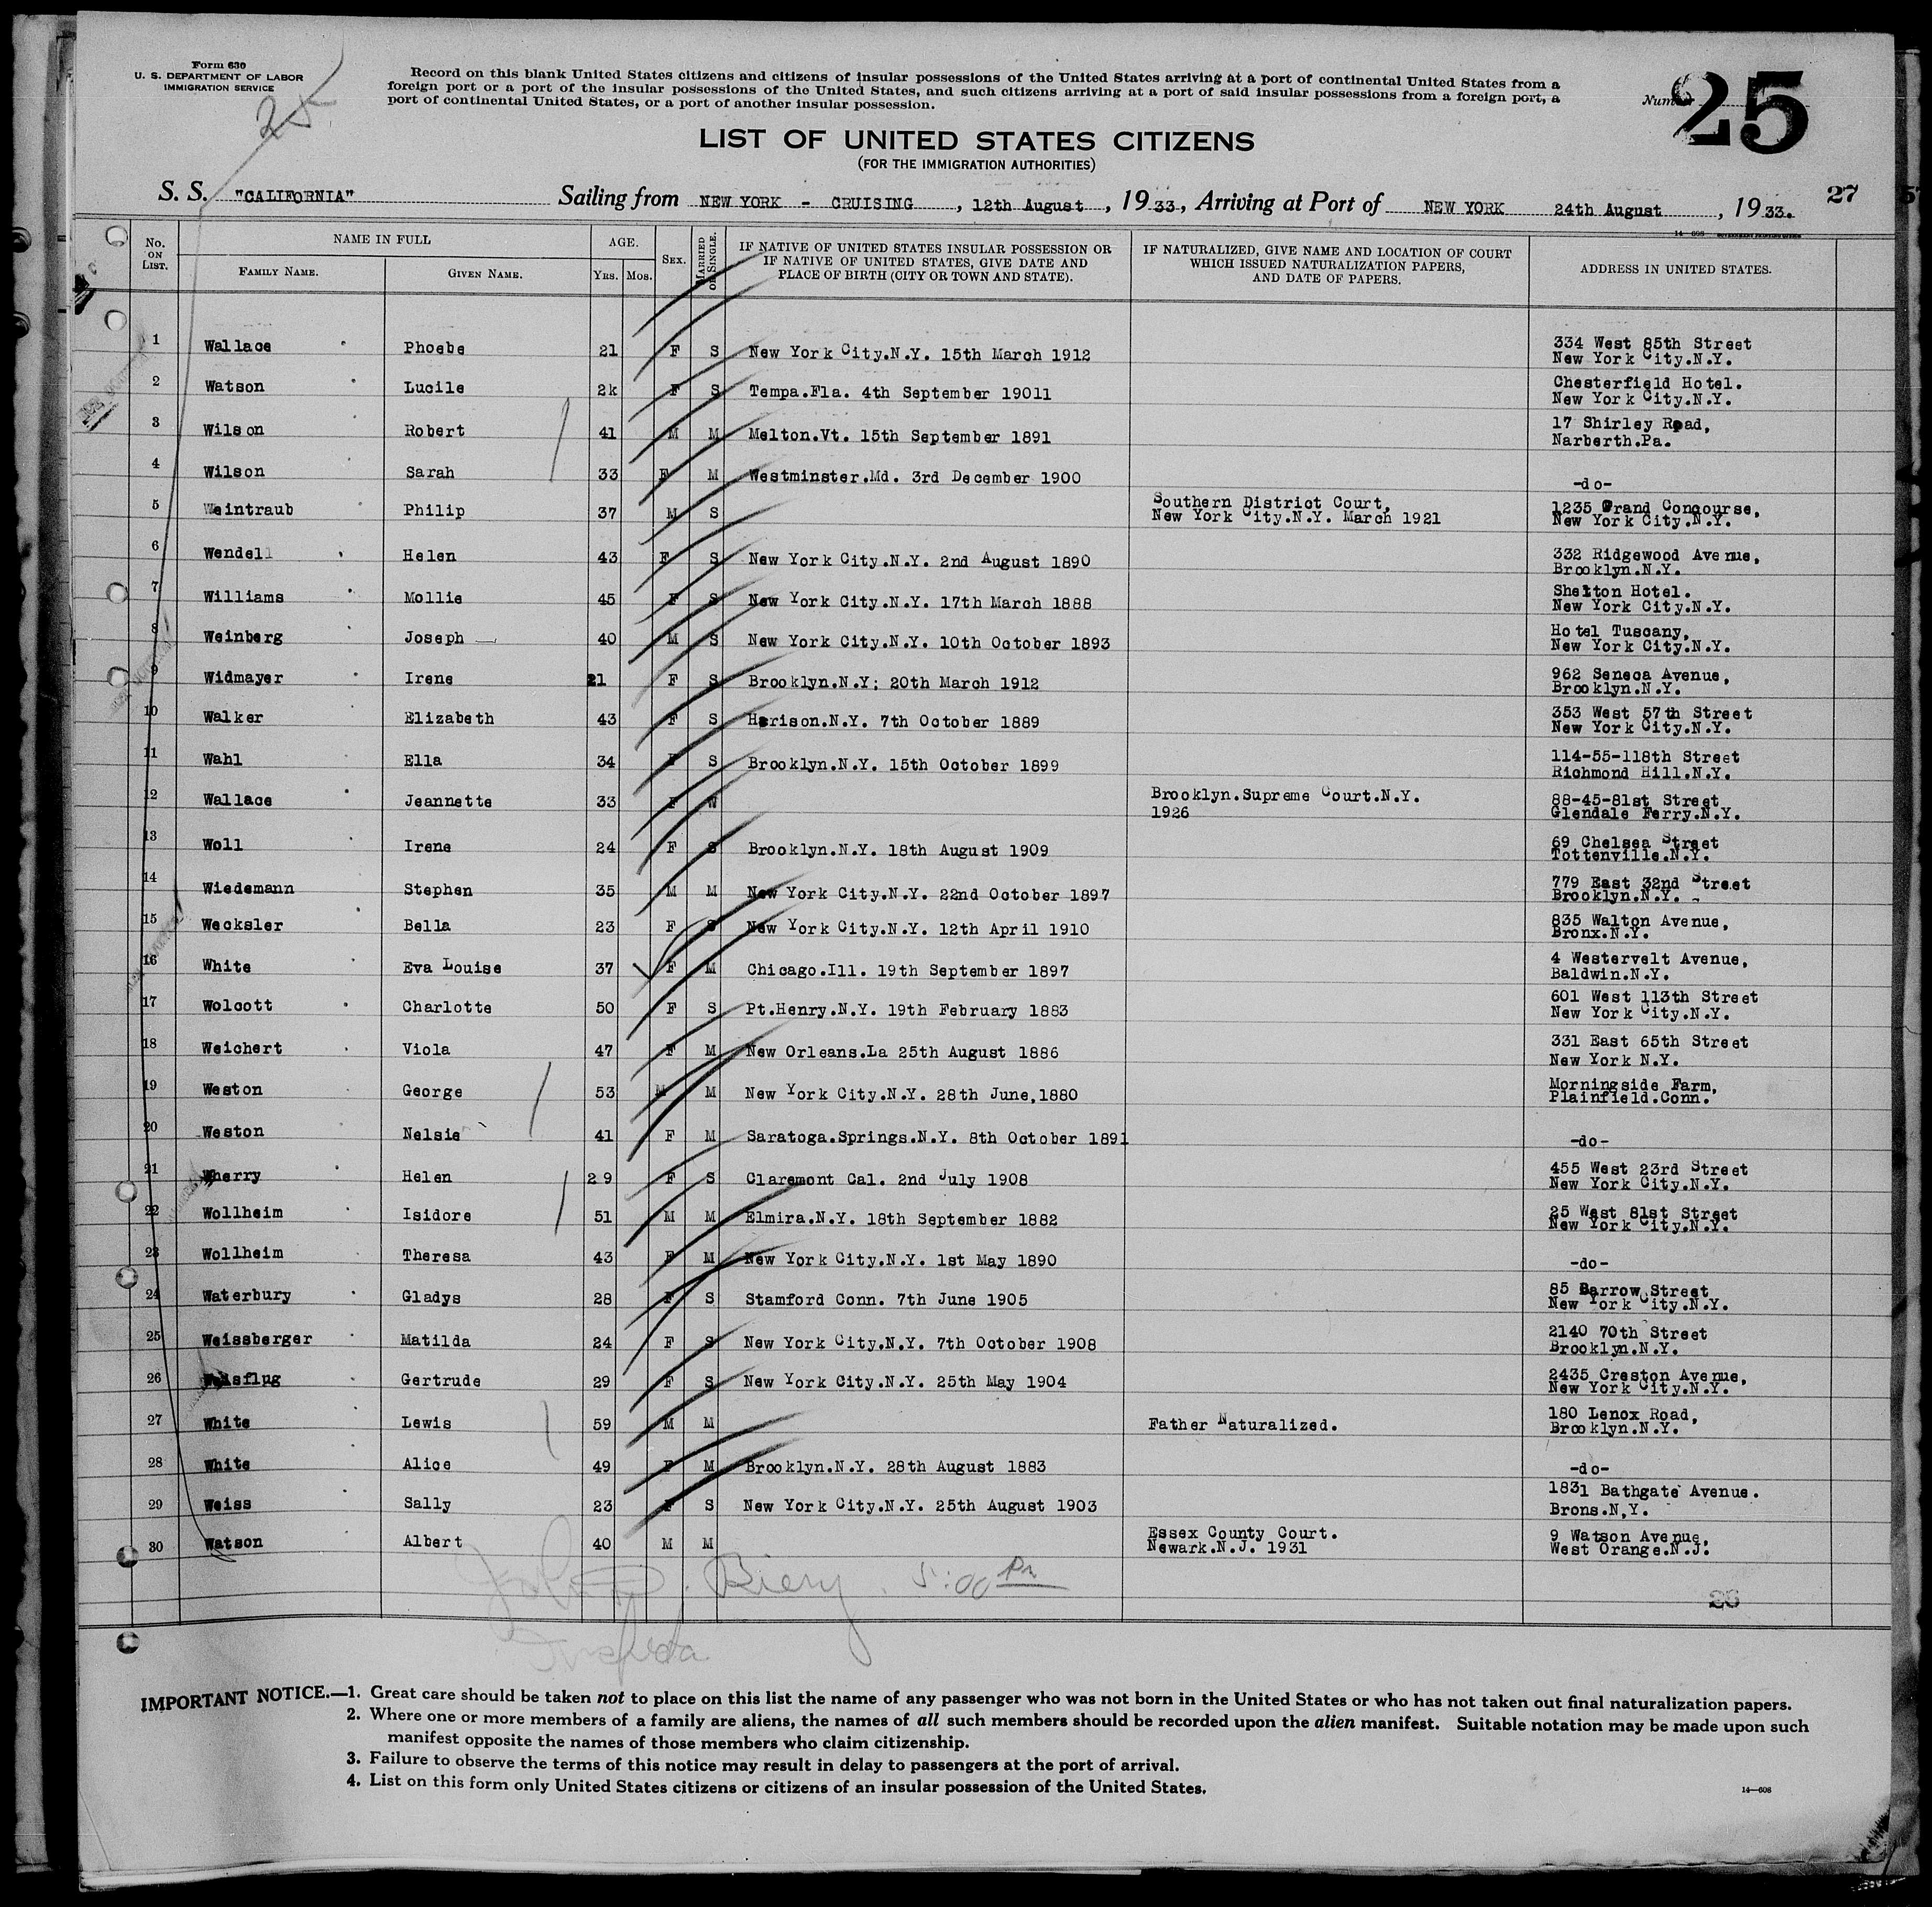 Form 630
U. S. DEPARTMENT OF LABOR
IMMIGRATION SERVICE
Record on this blank United States citizens and citizens of insular possessions of the United States arriving at a port of continental United States from a
foreign port or a port of the insular possessions of the United States, and such citizens arriving at a port of said insular possessions from a foreign port, a
port of continental United States, or a port of another insular possession.
Number 25
LIST OF UNITED STATES CITIZENS
(FOR THE IMMIGRATION AUTHORITIES)
S. S. "CALIFORNIA" Sailing from NEW YORK - CRUISING, 12th August, 1933, Arriving at Port of NEW YORK 24th August, 1933. 27
No. ON LIST. NAME IN FULL FAMILY NAME. GIVEN NAME. AGE. YRS. MOS. SEX. MARRIED OR SINGLE. IF NATIVE OF UNITED STATES INSULAR POSSESSION OR IF NATIVE OF UNITED STATES, GIVE DATE AND PLACE OF BIRTH (CITY OR TOWN AND STATE). IF NATURALIZED, GIVE NAME AND LOCATION OF COURT WHICH ISSUED NATURALIZATION PAPERS, AND DATE OF PAPERS. ADDRESS IN UNITED STATES.
1 Wallace Phoebe 21 F S New York City.N.Y. 15th March 1912 334 West 85th Street New York City.N.Y.
2 Watson Lucile 2k F S Tempa.Fla. 4th September 19011 Chesterfield Hotel. New York City.N.Y.
3 Wilson Robert 41 M M Melton.Vt. 15th September 1891 17 Shirley Road, Narberth.Pa.
4 Wilson Sarah 33 F M Westminster.Md. 3rd December 1900 -do-
5 Weintraub Philip 37 M S Southern District Court, New York City.N.Y. March 1921 1235 Grand Concourse, New York City.N.Y.
6 Wendell Helen 43 F S New York City.N.Y. 2nd August 1890 332 Ridgewood Avenue, Brooklyn.N.Y.
7 Williams Mollie 45 F S New York City.N.Y. 17th March 1888 Shelton Hotel. New York City.N.Y.
8 Weinberg Joseph 40 M S New York City.N.Y. 10th October 1893 Hotel Tuscany, New York City.N.Y.
9 Widmayer Irene 21 F S Brooklyn.N.Y; 20th March 1912 962 Seneca Avenue, Brooklyn.N.Y.
10 Walker Elizabeth 43 F S Harison.N.Y. 7th October 1889 353 West 57th Street New York City.N.Y.
11 Wahl Ella 34 F S Brooklyn.N.Y. 15th October 1899 114-55-118th Street Richmond Hill.N.Y.
12 Wallace Jeannette 33 F W Brooklyn.Supreme Court.N.Y. 1926 88-45-81st Street Glendale Ferry.N.Y.
13 Woll Irene 24 F S Brooklyn.N.Y. 18th August 1909 69 Chelsea Street Tottenville.N.Y.
14 Wiedemann Stephen 35 M M New York City.N.Y. 22nd October 1897 779 East 32nd Street Brooklyn.N.Y.
15 Wecksler Bella 23 F S New York City.N.Y. 12th April 1910 835 Walton Avenue, Bronx.N.Y.
16 White Eva Louise 37 F M Chicago.Ill. 19th September 1897 4 Westervelt Avenue, Baldwin.N.Y.
17 Wolcott Charlotte 50 F S Pt.Henry.N.Y. 19th February 1883 601 West 113th Street New York City.N.Y.
18 Weichert Viola 47 F M New Orleans.La 25th August 1886 331 East 65th Street New York N.Y.
19 Weston George 53 M M New York City.N.Y. 28th June,1880 Morningside Farm, Plainfield.Conn.
20 Weston Nelsie 41 F M Saratoga.Springs.N.Y. 8th October 1891 -do-
21 Wherry Helen 29 F S Claremont Cal. 2nd July 1908 455 West 23rd Street New York City.N.Y.
22 Wollheim Isidore 51 M M Elmira.N.Y. 18th September 1882 25 West 81st Street New York City.N.Y.
23 Wollheim Theresa 43 F M New York City.N.Y. 1st May 1890 -do-
24 Waterbury Gladys 28 F S Stamford Conn. 7th June 1905 85 Barrow Street New York City.N.Y.
25 Weissberger Matilda 24 F S New York City.N.Y. 7th October 1908 2140 70th Street Brooklyn.N.Y.
26 Weisflug Gertrude 29 F S New York City.N.Y. 25th May 1904 2435 Creston Avenue, New York City.N.Y.
27 White Lewis 59 M M Father Naturalized. 180 Lenox Road, Brooklyn.N.Y.
28 White Alice 49 F M Brooklyn.N.Y. 28th August 1883 -do-
29 Weiss Sally 23 F S New York City.N.Y. 25th August 1903 1831 Bathgate Avenue. Brons.N,Y.
30 Watson Albert 40 M M Essex County Court. Newark.N.J. 1931 9 Watson Avenue, West Orange.N.J.
Biery. 5:00 Pm
26
IMPORTANT NOTICE.—1. Great care should be taken not to place on this list the name of any passenger who was not born in the United States or who has not taken out final naturalization papers.
2. Where one or more members of a family are aliens, the names of all such members should be recorded upon the alien manifest. Suitable notation may be made upon such
manifest opposite the names of those members who claim citizenship.
3. Failure to observe the terms of this notice may result in delay to passengers at the port of arrival.
4. List on this form only United States citizens or citizens of an insular possession of the United States.
14—608